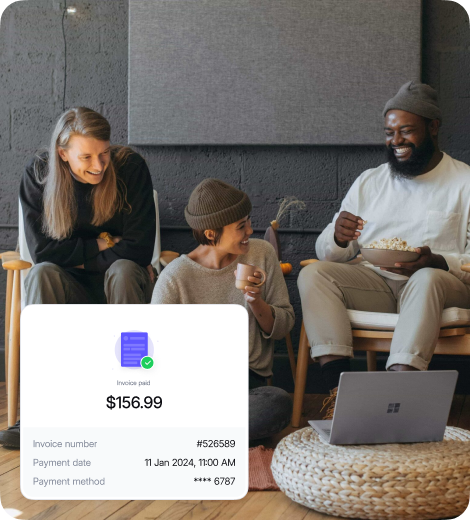 Invoice paid
$156.99
Invoice number #526589
Payment date 11 Jan 2024, 11:00 AM
Payment method **** 6787